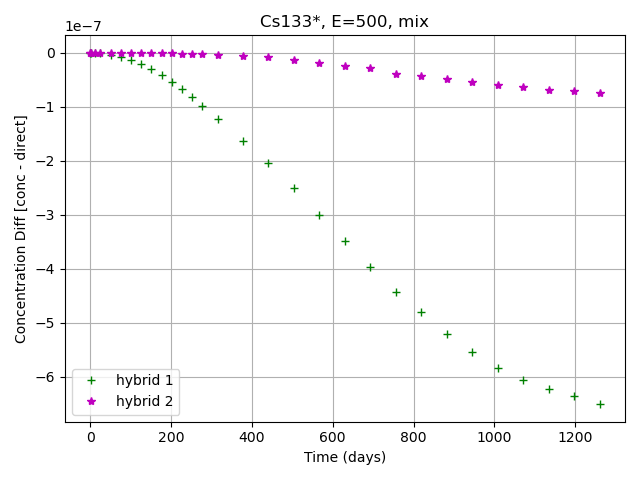 Cs133*, E=500, mix
1e−7
0
−1
−2
−3
−4
−5
−6
Concentration Diff [conc - direct]
hybrid 1
hybrid 2
0 200 400 600 800 1000 1200
Time (days)